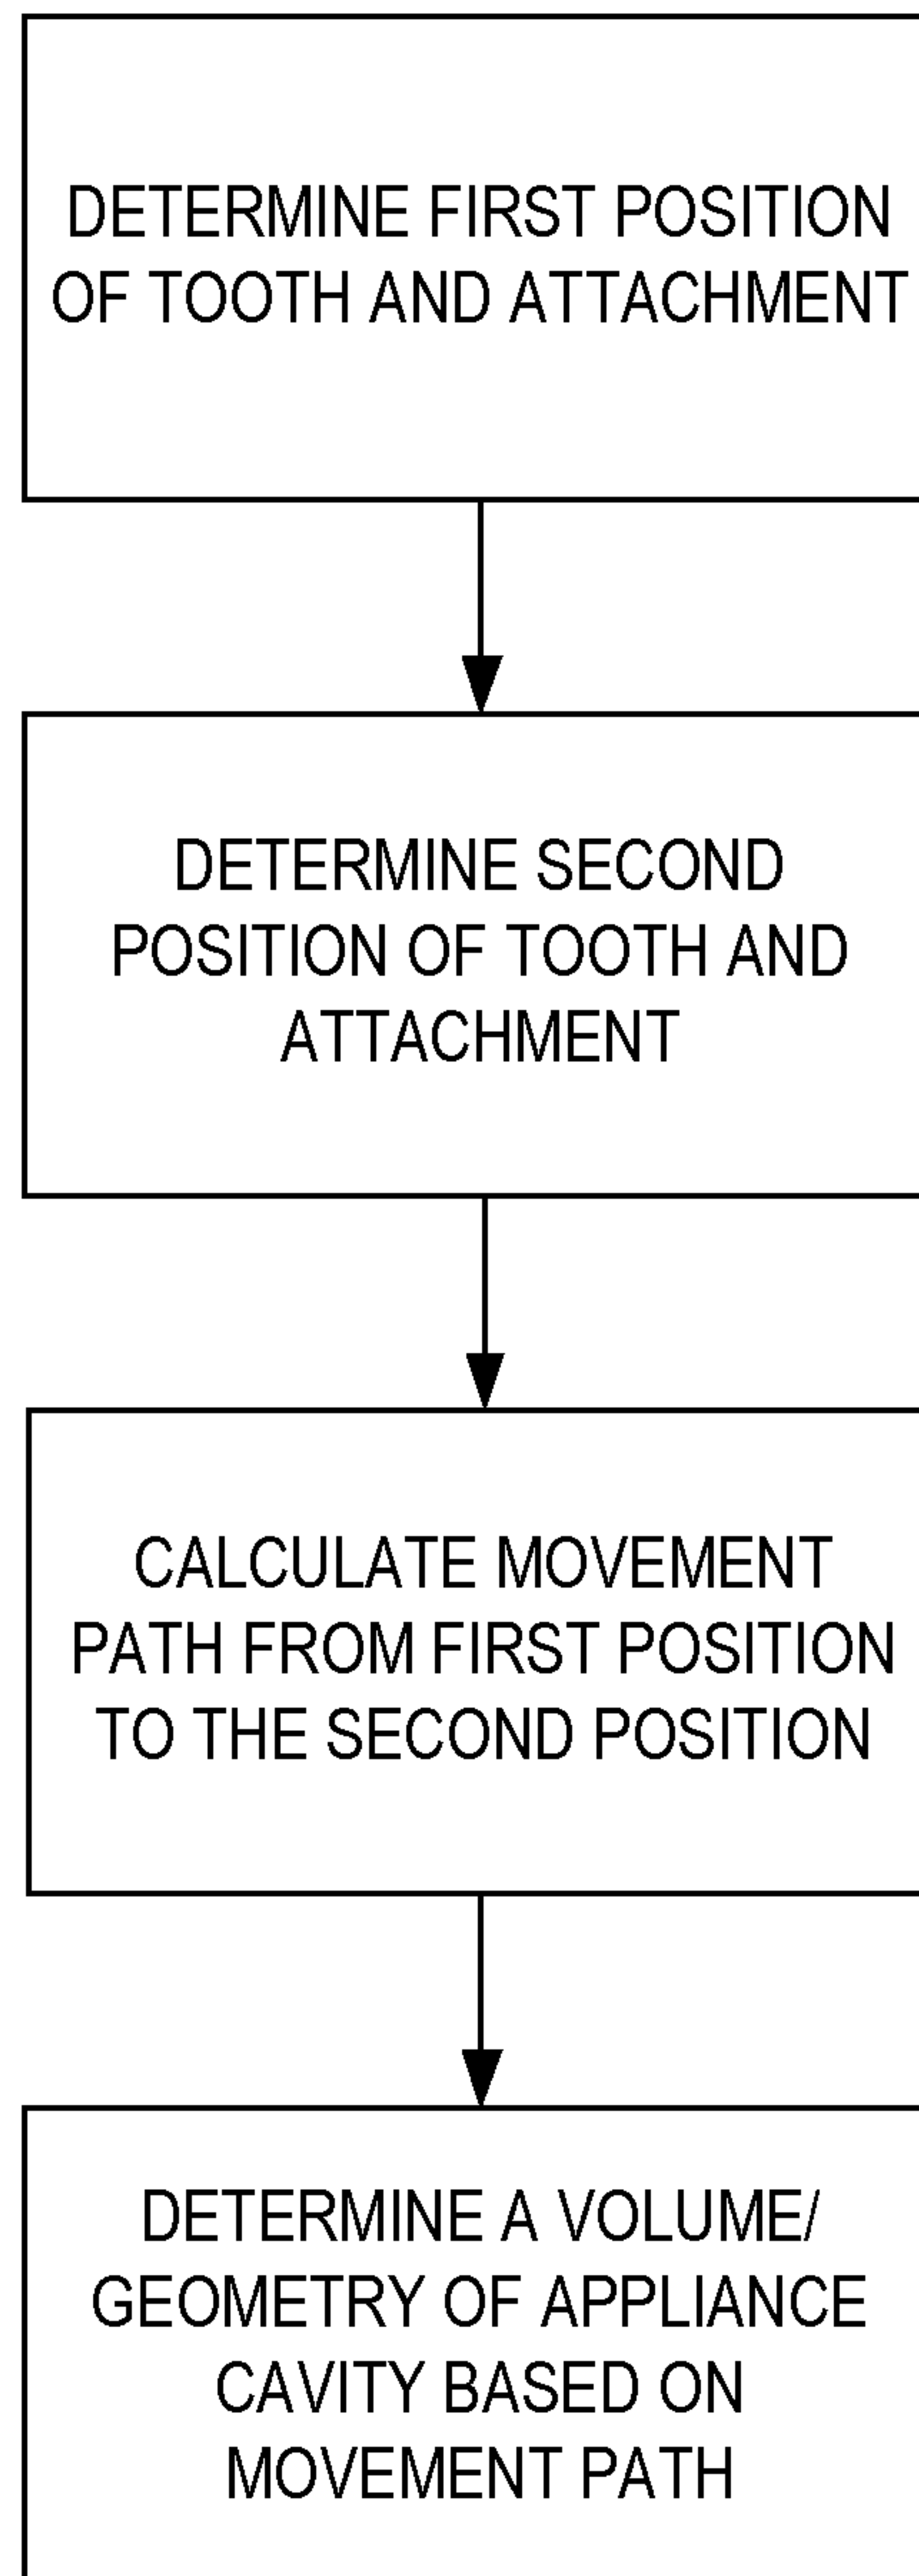 DETERMINE FIRST POSITION
OF TOOTH AND ATTACHMENT
DETERMINE SECOND
POSITION OF TOOTH AND
ATTACHMENT
CALCULATE MOVEMENT
PATH FROM FIRST POSITION
TO THE SECOND POSITION
DETERMINE A VOLUME/
GEOMETRY OF APPLIANCE
CAVITY BASED ON
MOVEMENT PATH